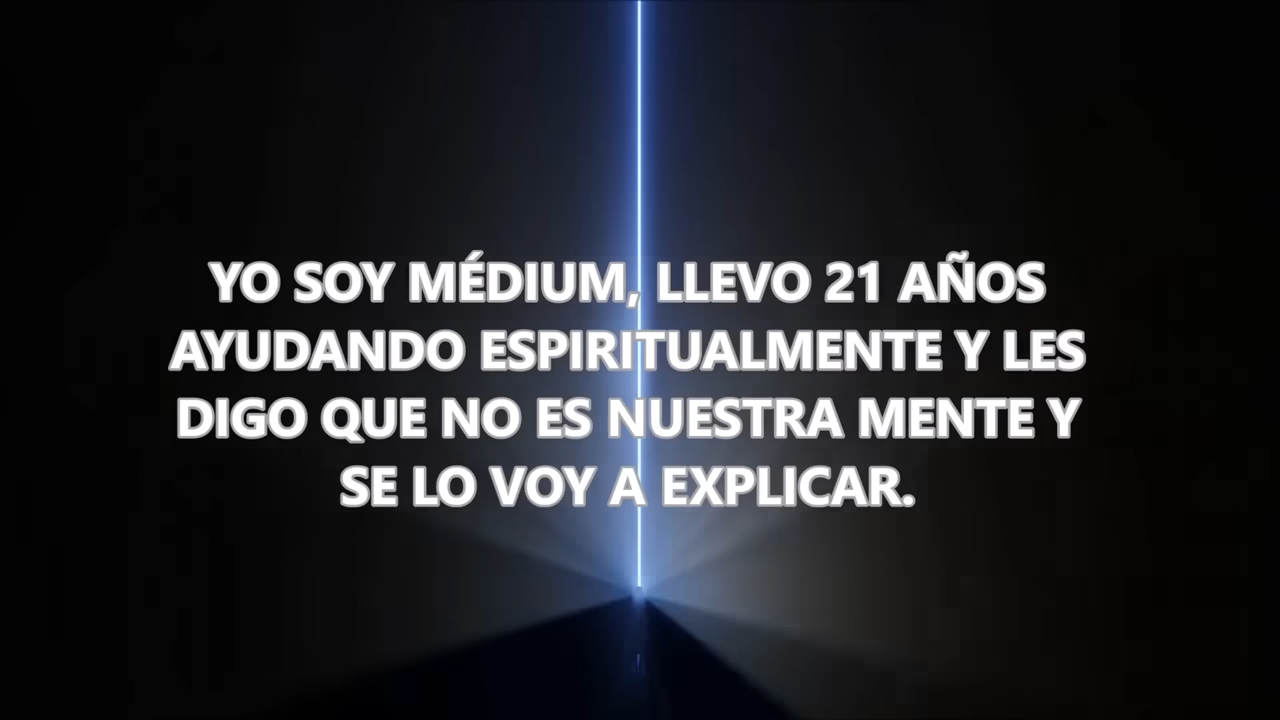 YO SOY MÉDIUM, LLEVO 21 AÑOS
AYUDANDO ESPIRITUALMENTE Y LES
DIGO QUE NO ES NUESTRA MENTE Y
SE LO VOY A EXPLICAR.